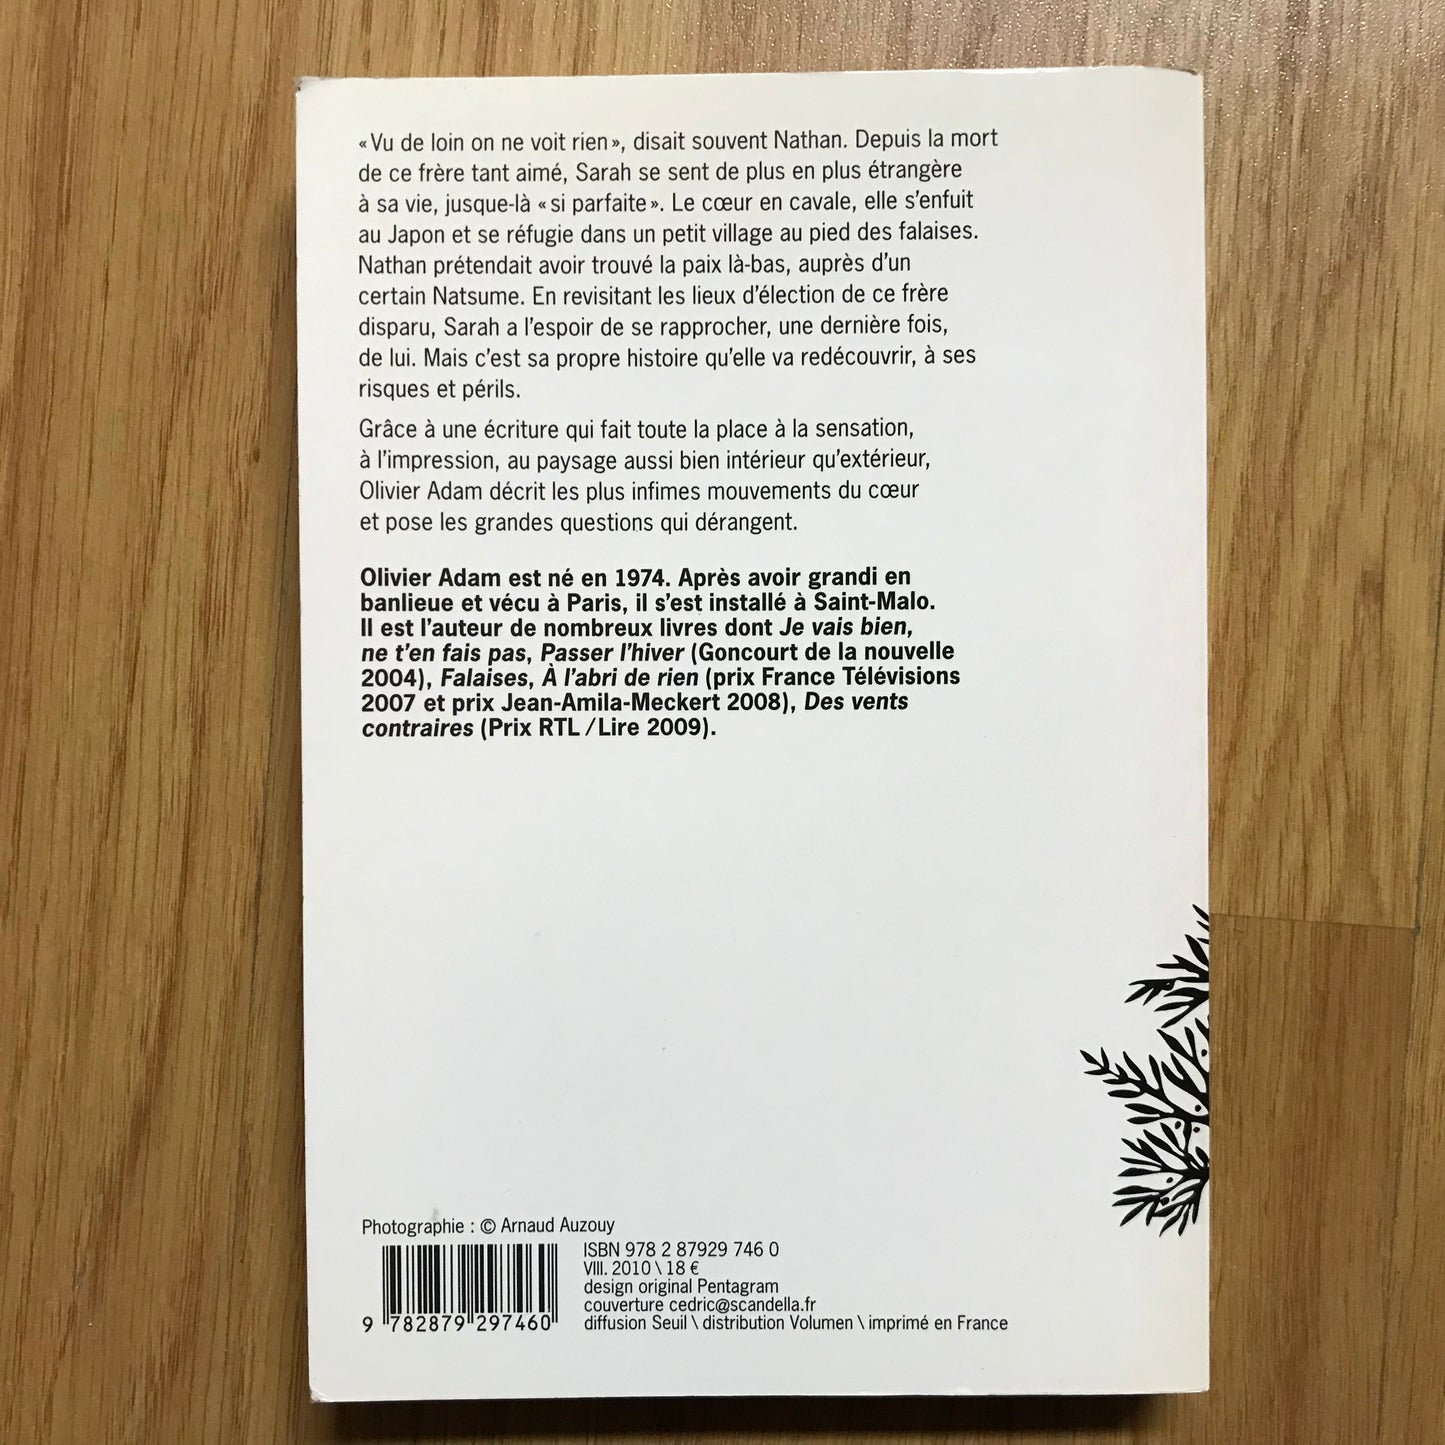 « Vu de loin on ne voit rien », disait souvent Nathan. Depuis la mort
de ce frère tant aimé, Sarah se sent de plus en plus étrangère
à sa vie, jusque-là « si parfaite ». Le cœur en cavale, elle s'enfuit
au Japon et se réfugie dans un petit village au pied des falaises.
Nathan prétendait avoir trouvé la paix là-bas, auprès d'un
certain Natsume. En revisitant les lieux d'élection de ce frère
disparu, Sarah a l'espoir de se rapprocher, une dernière fois,
de lui. Mais c'est sa propre histoire qu'elle va redécouvrir, à ses
risques et périls.
Grâce à une écriture qui fait toute la place à la sensation,
à l'impression, au paysage aussi bien intérieur qu'extérieur,
Olivier Adam décrit les plus infimes mouvements du cœur
et pose les grandes questions qui dérangent.
Olivier Adam est né en 1974. Après avoir grandi en
banlieue et vécu à Paris, il s'est installé à Saint-Malo.
Il est l'auteur de nombreux livres dont Je vais bien,
ne t'en fais pas, Passer l'hiver (Goncourt de la nouvelle
2004), Falaises, À l'abri de rien (prix France Télévisions
2007 et prix Jean-Amila-Meckert 2008), Des vents
contraires (Prix RTL / Lire 2009).
Photographie : © Arnaud Auzouy
ISBN 978 2 87929 746 0
VIII. 2010 \ 18 €
design original Pentagram
couverture cedric@scandella.fr
diffusion Seuil \ distribution Volumen \ imprimé en France
9 782879 297460